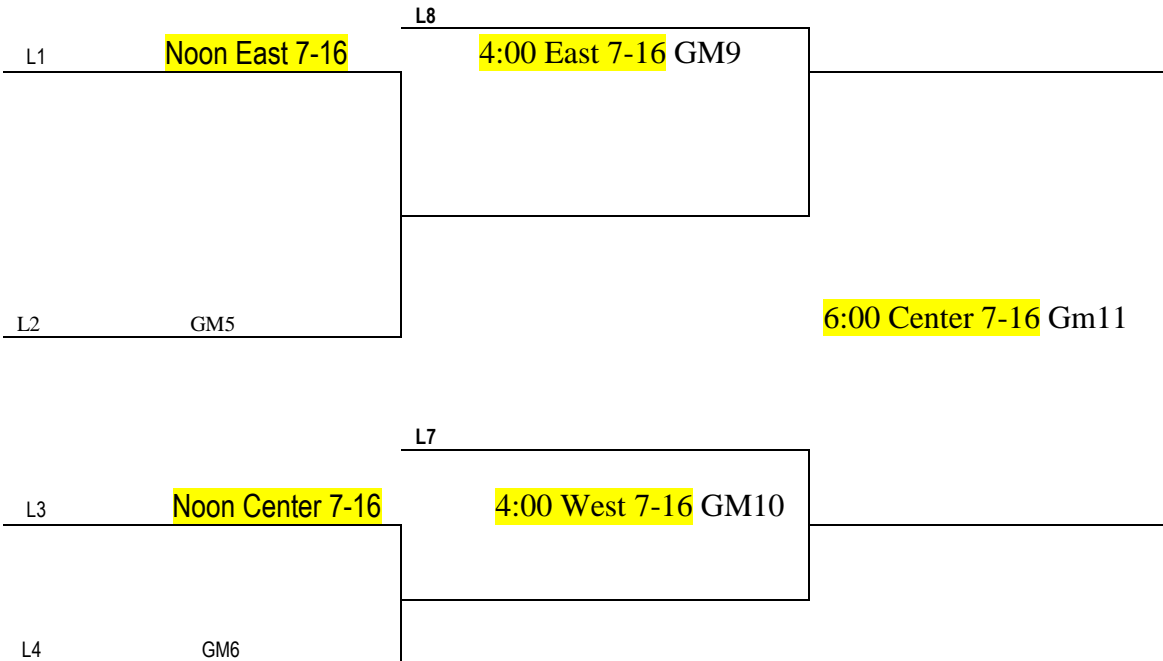 L8
L1 Noon East 7-16 4:00 East 7-16 GM9
L2 GM5 6:00 Center 7-16 Gm11
L7
L3 Noon Center 7-16 4:00 West 7-16 GM10
L4 GM6